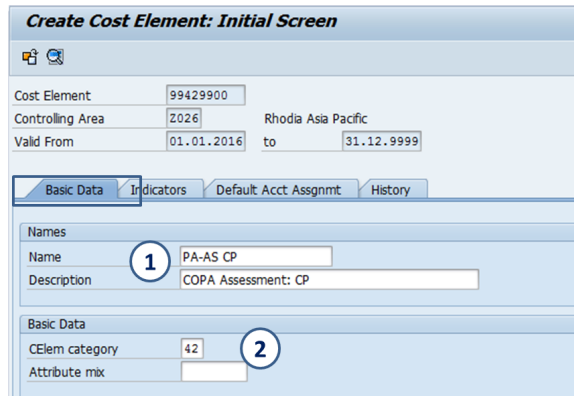 Create Cost Element: Initial Screen
Cost Element 99429900
Controlling Area Z026 Rhodia Asia Pacific
Valid From 01.01.2016 to 31.12.9999
Basic Data Indicators Default Acct Assgnmt History
Names
Name 1 PA-AS CP
Description COPA Assessment: CP
Basic Data
CElem category 42 2
Attribute mix